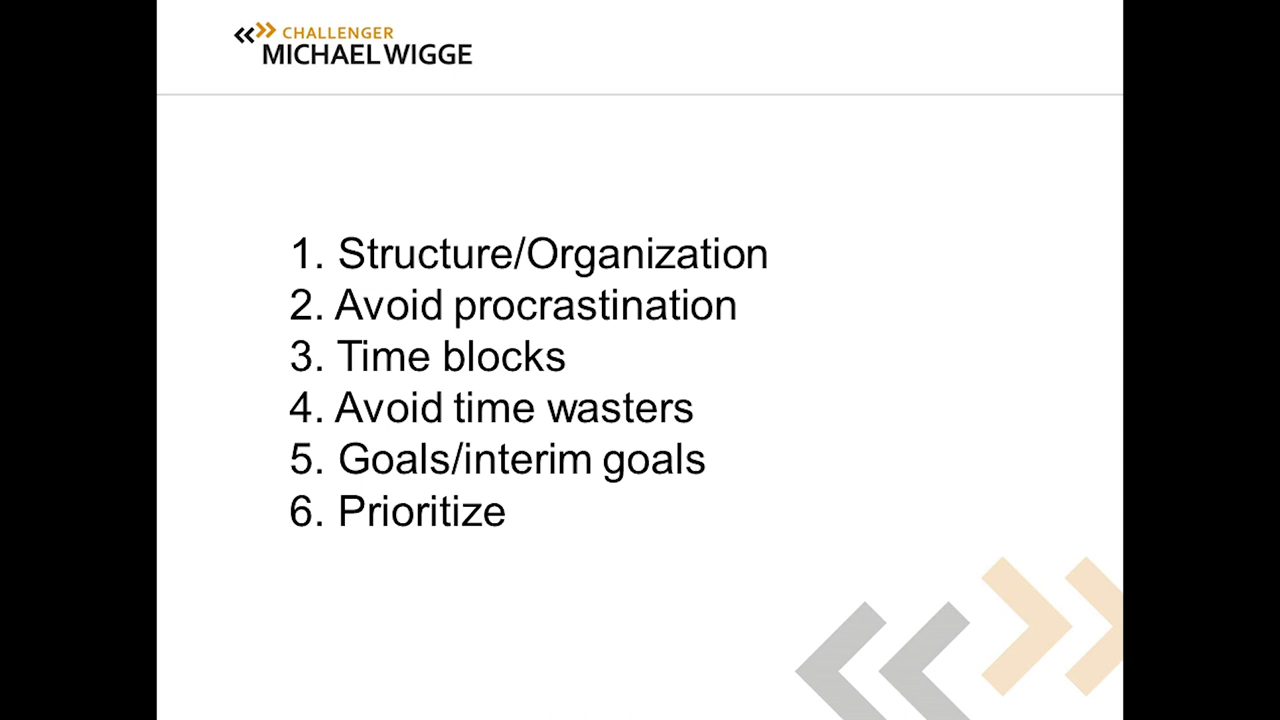 CHALLENGER
MICHAEL WIGGE
1. Structure/Organization
2. Avoid procrastination
3. Time blocks
4. Avoid time wasters
5. Goals/interim goals
6. Prioritize